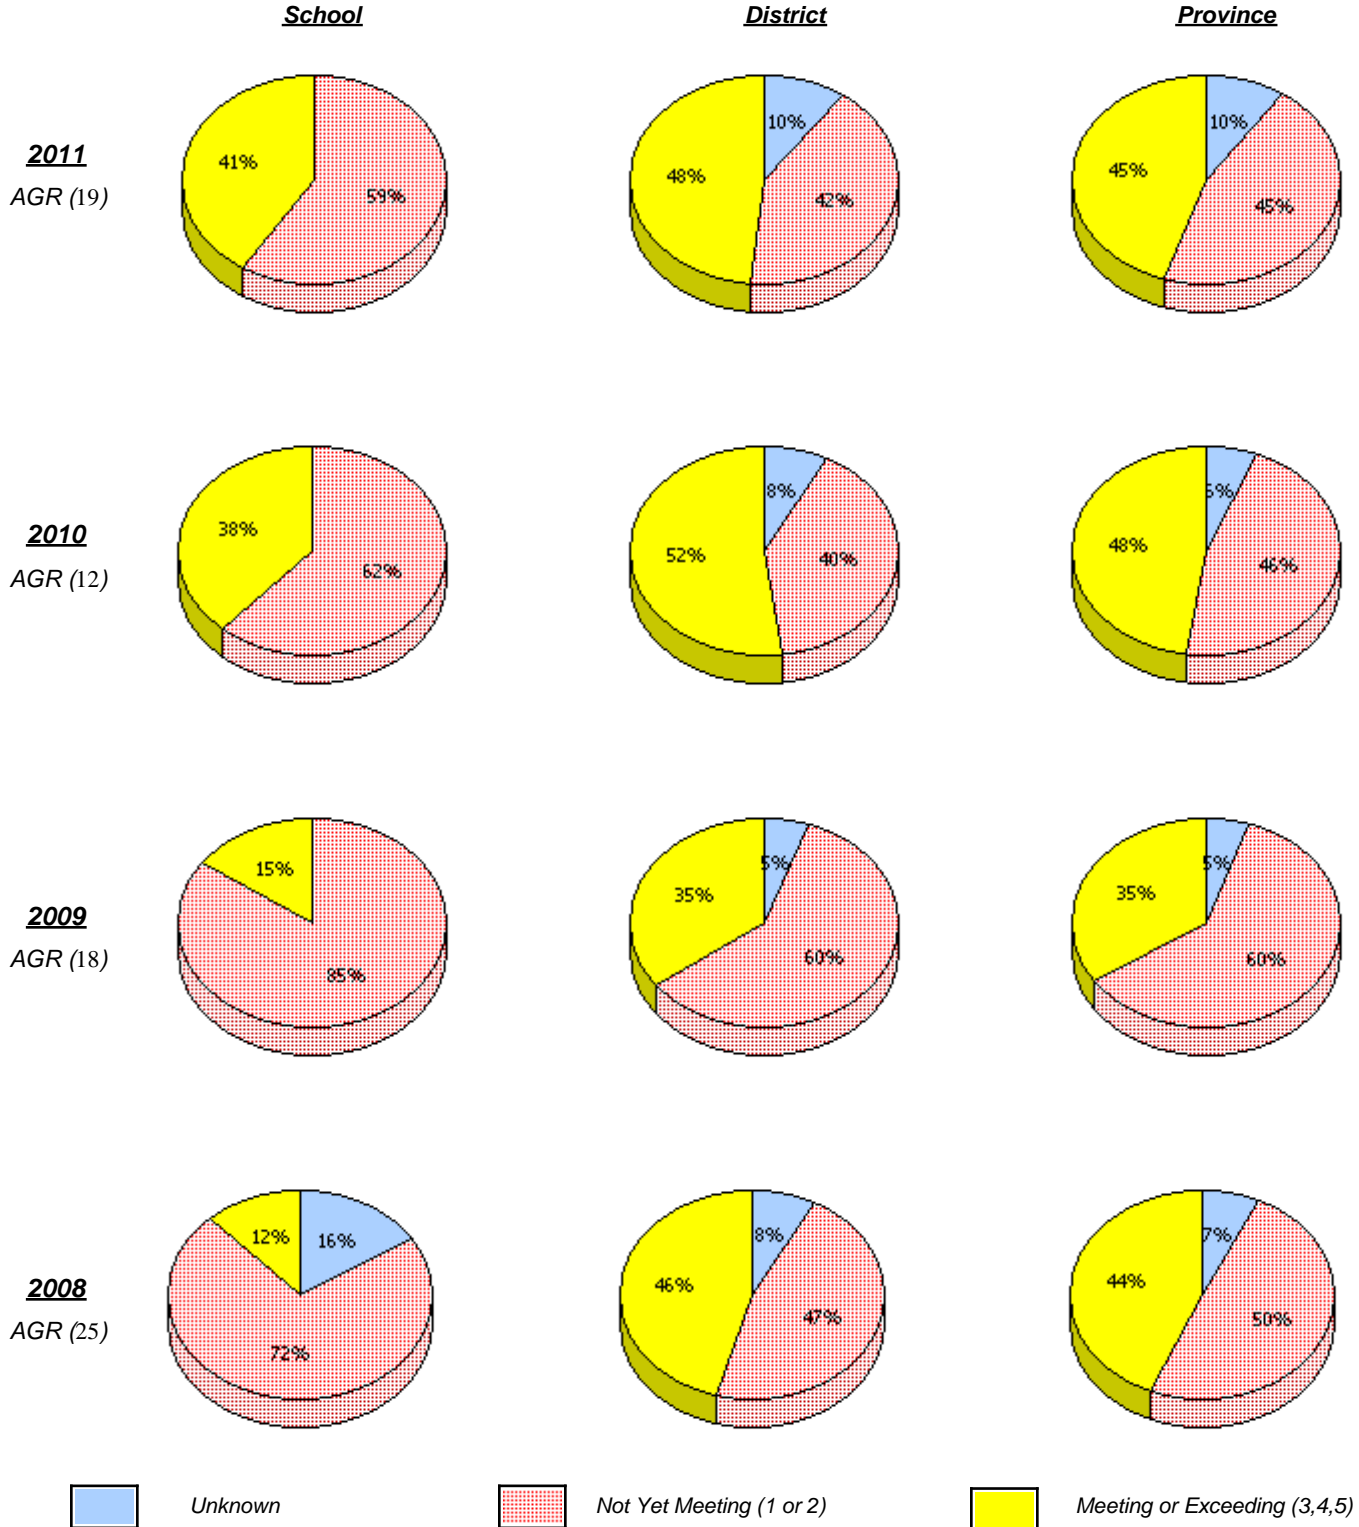 School District Province
2011
AGR (19)
41% 59%
10% 48% 42%
10% 45% 45%
2010
AGR (12)
38% 62%
8% 52% 40%
48% 46%
2009
AGR (18)
15% 85%
5% 35% 60%
5% 35% 60%
2008
AGR (25)
12% 16% 72%
8% 46% 47%
7% 44% 50%
Unknown Not Yet Meeting (1 or 2) Meeting or Exceeding (3,4,5)